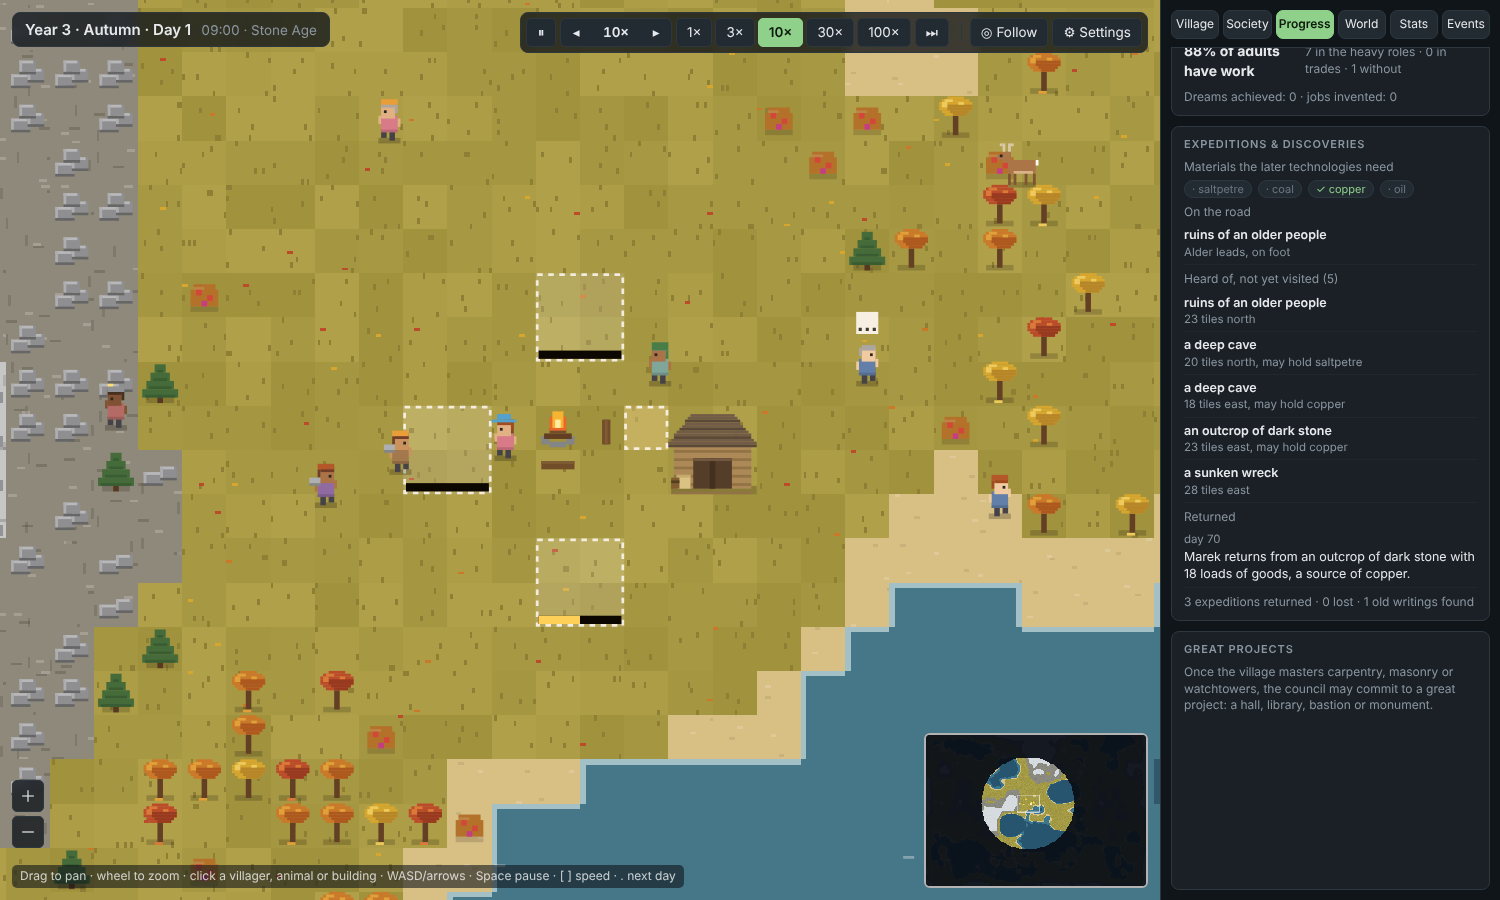 Year 3 · Autumn · Day 1 09:00 · Stone Age
10× 1× 3× 10× 30× 100× Follow Settings
Village Society Progress World Stats Events
88% of adults have work
7 in the heavy roles · 0 in trades · 1 without
Dreams achieved: 0 · jobs invented: 0
EXPEDITIONS & DISCOVERIES
Materials the later technologies need
· saltpetre · coal ✓ copper · oil
On the road
ruins of an older people
Alder leads, on foot
Heard of, not yet visited (5)
ruins of an older people
23 tiles north
a deep cave
20 tiles north, may hold saltpetre
a deep cave
18 tiles east, may hold copper
an outcrop of dark stone
23 tiles east, may hold copper
a sunken wreck
28 tiles east
Returned
day 70
Marek returns from an outcrop of dark stone with
18 loads of goods, a source of copper.
3 expeditions returned · 0 lost · 1 old writings found
GREAT PROJECTS
Once the village masters carpentry, masonry or
watchtowers, the council may commit to a great
project: a hall, library, bastion or monument.
...
+
−
Drag to pan · wheel to zoom · click a villager, animal or building · WASD/arrows · Space pause · [ ] speed · . next day